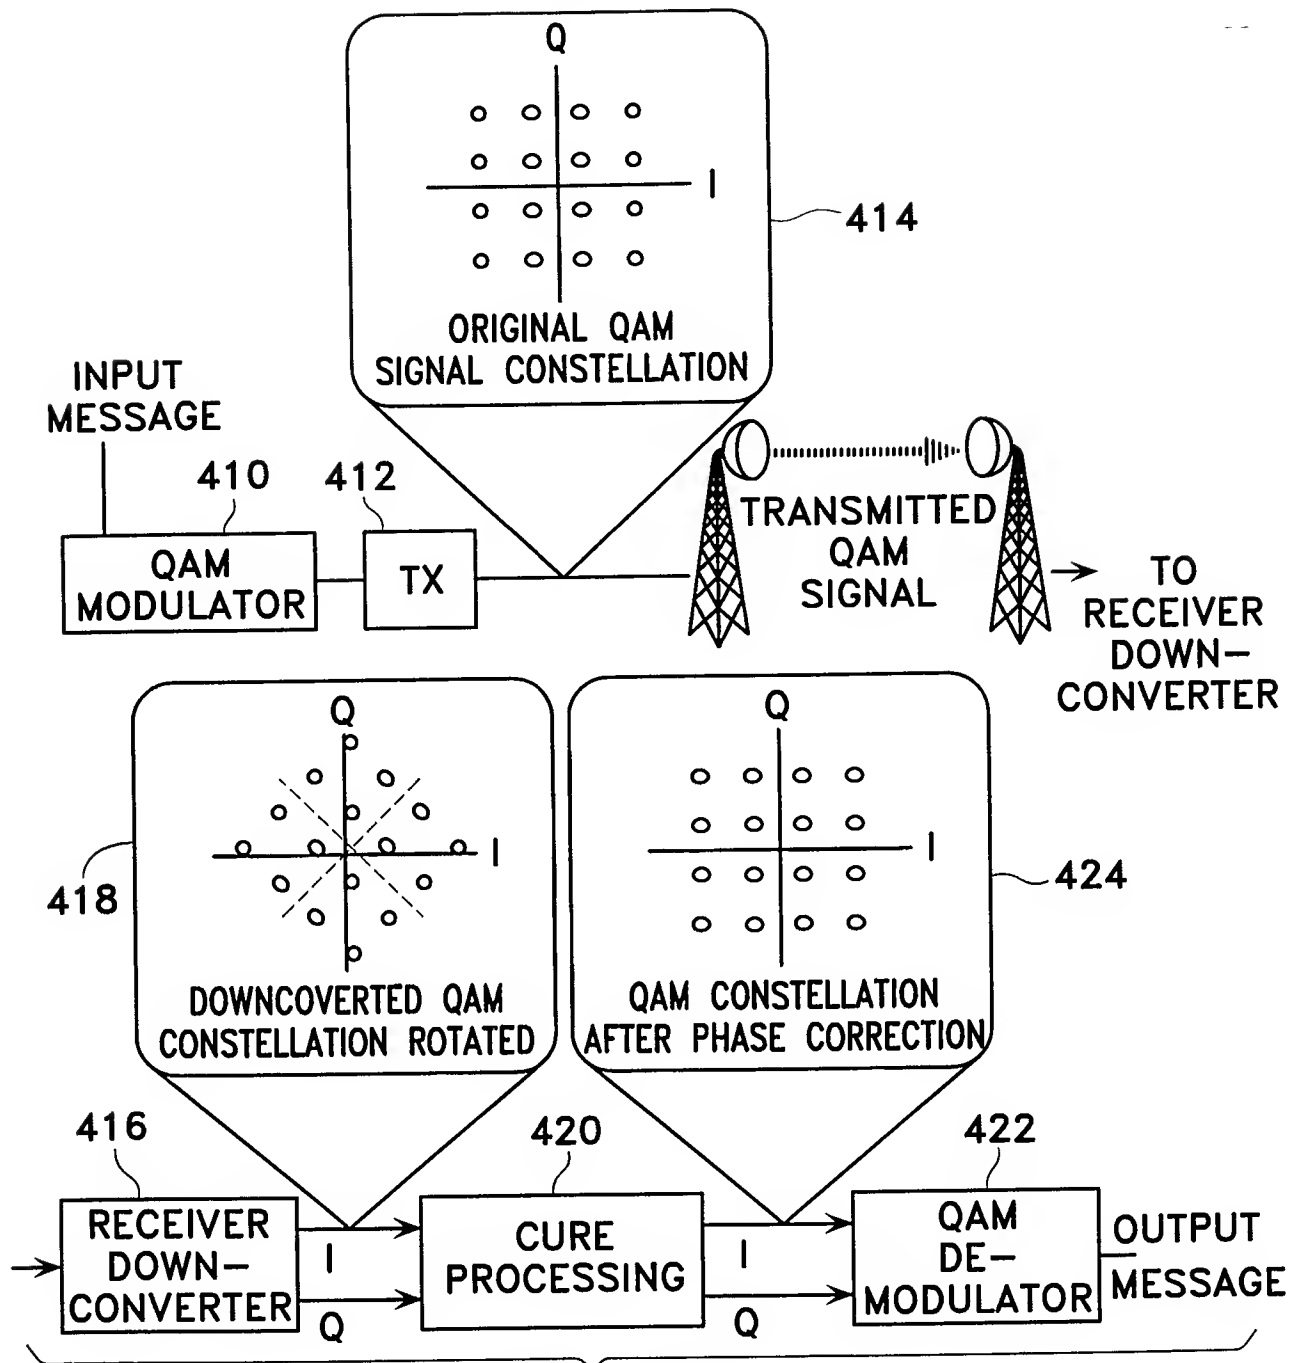 Q
I
414
ORIGINAL QAM
SIGNAL CONSTELLATION
INPUT
MESSAGE
410
412
QAM
MODULATOR
TX
TRANSMITTED
QAM
SIGNAL
TO
RECEIVER
DOWN–
CONVERTER
Q
I
418
DOWNCOVERTED QAM
CONSTELLATION ROTATED
Q
I
424
QAM CONSTELLATION
AFTER PHASE CORRECTION
416
420
422
RECEIVER
DOWN–
CONVERTER
I
Q
CURE
PROCESSING
I
Q
QAM
DE–
MODULATOR
OUTPUT
MESSAGE